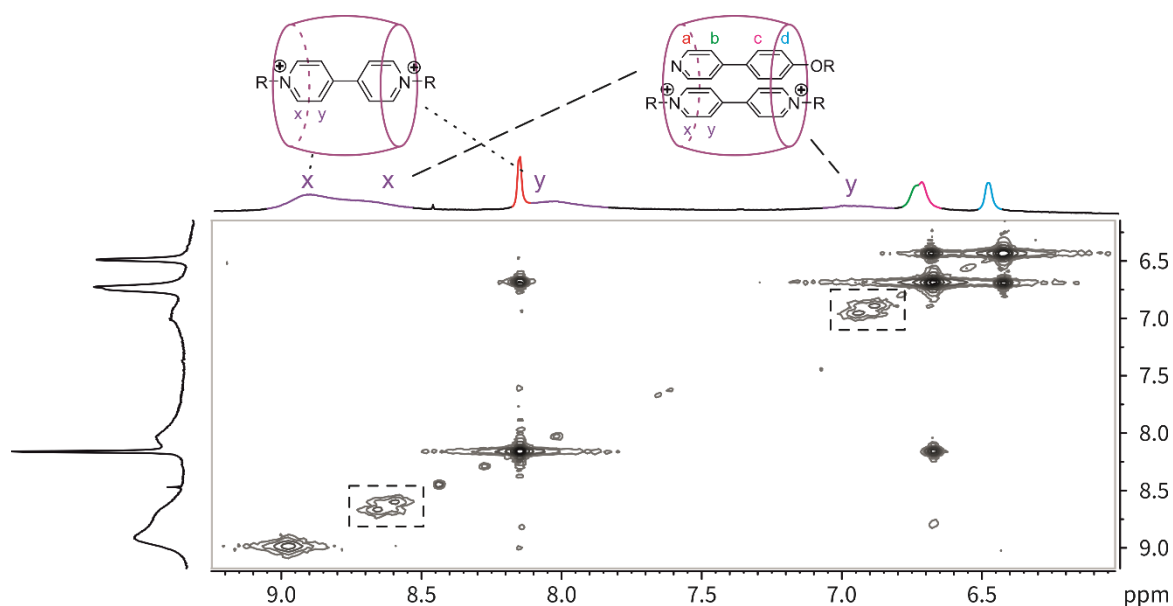 a b c d
N OR
R N ⊕ ⊕ N R
R N ⊕ ⊕ N R
x y
x y
x x y y
6.5
7.0
7.5
8.0
8.5
9.0
9.0 8.5 8.0 7.5 7.0 6.5 ppm